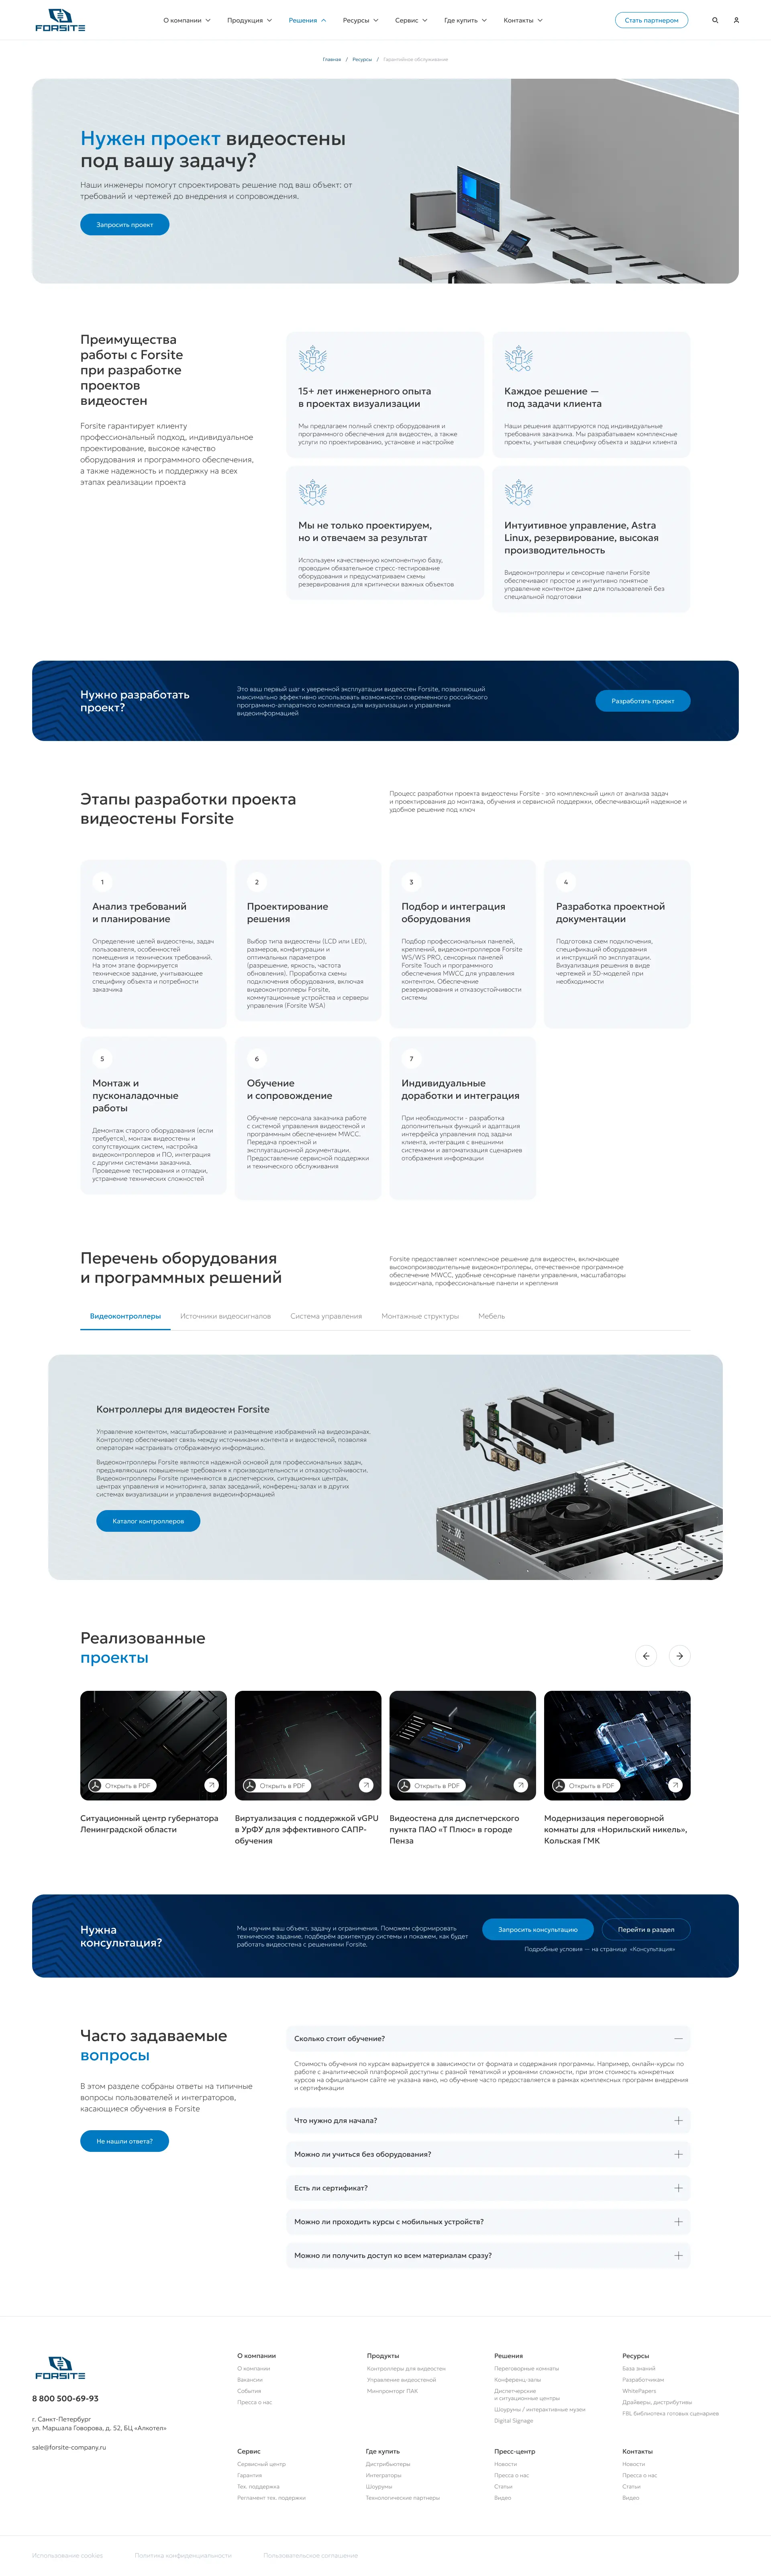 FORSITE
О компании
Продукция
Решения
Ресурсы
Сервис
Где купить
Контакты
Стать партнером
Главная / Ресурсы / Гарантийное обслуживание
Нужен проект видеостены
под вашу задачу?
Наши инженеры помогут спроектировать решение под ваш объект: от
требований и чертежей до внедрения и сопровождения.
Запросить проект
Преимущества
работы с Forsite
при разработке
проектов
видеостен
Forsite гарантирует клиенту
профессиональный подход, индивидуальное
проектирование, высокое качество
оборудования и программного обеспечения,
а также надежность и поддержку на всех
этапах реализации проекта
15+ лет инженерного опыта
в проектах визуализации
Мы предлагаем полный спектр оборудования и
программного обеспечения для видеостен, а также
услуги по проектированию, установке и настройке
Каждое решение —
под задачи клиента
Наши решения адаптируются под индивидуальные
требования заказчика. Мы разрабатываем комплексные
проекты, учитывая специфику объекта и задачи клиента
Мы не только проектируем,
но и отвечаем за результат
Используем качественную компонентную базу,
проводим обязательное стресс-тестирование
оборудования и предусматриваем схемы
резервирования для критически важных объектов
Интуитивное управление, Astra
Linux, резервирование, высокая
производительность
Видеоконтроллеры и сенсорные панели Forsite
обеспечивают простое и интуитивно понятное
управление контентом даже для пользователей без
специальной подготовки
Нужно разработать
проект?
Это ваш первый шаг к уверенной эксплуатации видеостен Forsite, позволяющий
максимально эффективно использовать возможности современного российского
программно-аппаратного комплекса для визуализации и управления
видеоинформацией
Разработать проект
Этапы разработки проекта
видеостены Forsite
Процесс разработки проекта видеостены Forsite - это комплексный цикл от анализа задач
и проектирования до монтажа, обучения и сервисной поддержки, обеспечивающий надежное и
удобное решение под ключ
1
Анализ требований
и планирование
Определение целей видеостены, задач
пользователя, особенностей
помещения и технических требований.
На этом этапе формируется
техническое задание, учитывающее
специфику объекта и потребности
заказчика
2
Проектирование
решения
Выбор типа видеостены (LCD или LED),
размеров, конфигурации и
оптимальных параметров
(разрешение, яркость, частота
обновления). Проработка схемы
подключения оборудования, включая
видеоконтроллеры Forsite,
коммутационные устройства и серверы
управления (Forsite WSA)
3
Подбор и интеграция
оборудования
Подбор профессиональных панелей,
креплений, видеоконтроллеров Forsite
WS/WS PRO, сенсорных панелей
Forsite Touch и программного
обеспечения MWCC для управления
контентом. Обеспечение
резервирования и отказоустойчивости
системы
4
Разработка проектной
документации
Подготовка схем подключения,
спецификаций оборудования
и инструкций по эксплуатации.
Визуализация решения в виде
чертежей и 3D моделей при
необходимости
5
Монтаж и
пусконаладочные
работы
Демонтаж старого оборудования (если
требуется), монтаж видеостены и
сопутствующих систем, настройка
видеоконтроллеров и ПО, интеграция
с другими системами заказчика.
Проведение тестирования и отладки,
устранение технических сложностей
6
Обучение
и сопровождение
Обучение персонала заказчика работе
с системой управления видеостеной и
программным обеспечением MWCC.
Передача проектной и
эксплуатационной документации.
Предоставление сервисной поддержки
и технического обслуживания
7
Индивидуальные
доработки и интеграция
При необходимости - разработка
дополнительных функций и адаптация
интерфейса управления под задачи
клиента, интеграция с внешними
системами и автоматизация сценариев
отображения информации
Перечень оборудования
и программных решений
Forsite предоставляет комплексное решение для видеостен, включающее
высокопроизводительные видеоконтроллеры, отечественное программное
обеспечение MWCC, удобные сенсорные панели управления, масштабаторы
видеосигнала, профессиональные панели и крепления
Видеоконтроллеры
Источники видеосигналов
Система управления
Монтажные структуры
Мебель
Контроллеры для видеостен Forsite
Управление контентом, масштабирование и размещение изображений на видеоэкранах.
Контроллер обеспечивает связь между источниками контента и видеостеной, позволяя
операторам настраивать отображаемую информацию.
Видеоконтроллеры Forsite являются надежной основой для профессиональных задач,
предъявляющих повышенные требования к производительности и отказоустойчивости.
Видеоконтроллеры Forsite применяются в диспетчерских, ситуационных центрах,
центрах управления и мониторинга, залах заседаний, конференц-залах и в других
системах визуализации и управления видеоинформацией
Каталог контроллеров
Реализованные
проекты
Открыть в PDF
Открыть в PDF
Открыть в PDF
Открыть в PDF
Ситуационный центр губернатора
Ленинградской области
Виртуализация с поддержкой vGPU
в УрФУ для эффективного САПР-
обучения
Видеостена для диспетчерского
пункта ПАО «Т Плюс» в городе
Пенза
Модернизация переговорной
комнаты для «Норильский никель»,
Кольская ГМК
Нужна
консультация?
Мы изучим ваш объект, задачу и ограничения. Поможем сформировать
техническое задание, подберём архитектуру системы и покажем, как будет
работать видеостена с решениями Forsite.
Запросить консультацию
Перейти в раздел
Подробные условия — на странице «Консультация»
Часто задаваемые
вопросы
В этом разделе собраны ответы на типичные
вопросы пользователей и интеграторов,
касающиеся обучения в Forsite
Не нашли ответа?
Сколько стоит обучение?
Стоимость обучения по курсам варьируется в зависимости от формата и содержания программы. Например, онлайн-курсы по
работе с аналитической платформой доступны с разной тематикой и уровнями сложности, при этом стоимость конкретных
курсов на официальном сайте не указана явно, но обучение часто предоставляется в рамках комплексных программ внедрения
и сертификации
Что нужно для начала?
Можно ли учиться без оборудования?
Есть ли сертификат?
Можно ли проходить курсы с мобильных устройств?
Можно ли получить доступ ко всем материалам сразу?
FORSITE
8 800 500-69-93
г. Санкт-Петербург
ул. Маршала Говорова, д. 52, БЦ «Алкотел»
sale@forsite-company.ru
О компании
О компании
Вакансии
События
Пресса о нас
Продукты
Контроллеры для видеостен
Управление видеостеной
Минпромторг ПАК
Решения
Переговорные комнаты
Конференц-залы
Диспетчерские
и ситуационные центры
Шоурумы / интерактивные музеи
Digital Signage
Ресурсы
База знаний
Разработчикам
WhitePapers
Драйверы, дистрибутивы
FBL библиотека готовых сценариев
Сервис
Сервисный центр
Гарантия
Тех. поддержка
Регламент тех. подержки
Где купить
Дистрибьюторы
Интеграторы
Шоурумы
Технологические партнеры
Пресс-центр
Новости
Пресса о нас
Статьи
Видео
Контакты
Новости
Пресса о нас
Статьи
Видео
Использование cookies
Политика конфиденциальности
Пользовательское соглашение